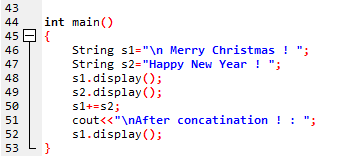 43
44 int main()
45 {
46 String s1="\n Merry Christmas ! ";
47 String s2="Happy New Year ! ";
48 s1.display();
49 s2.display();
50 s1+=s2;
51 cout<<"\nAfter concatination ! : ";
52 s1.display();
53 }